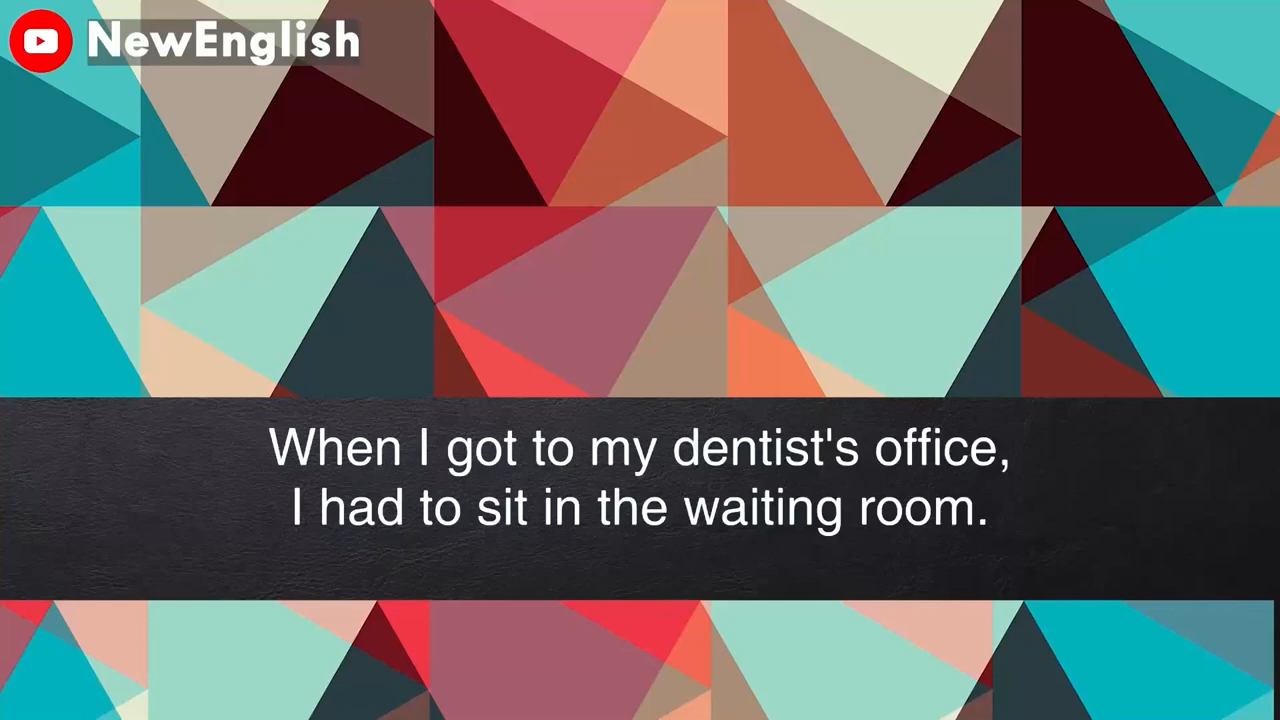 NewEnglish
When I got to my dentist's office,
I had to sit in the waiting room.